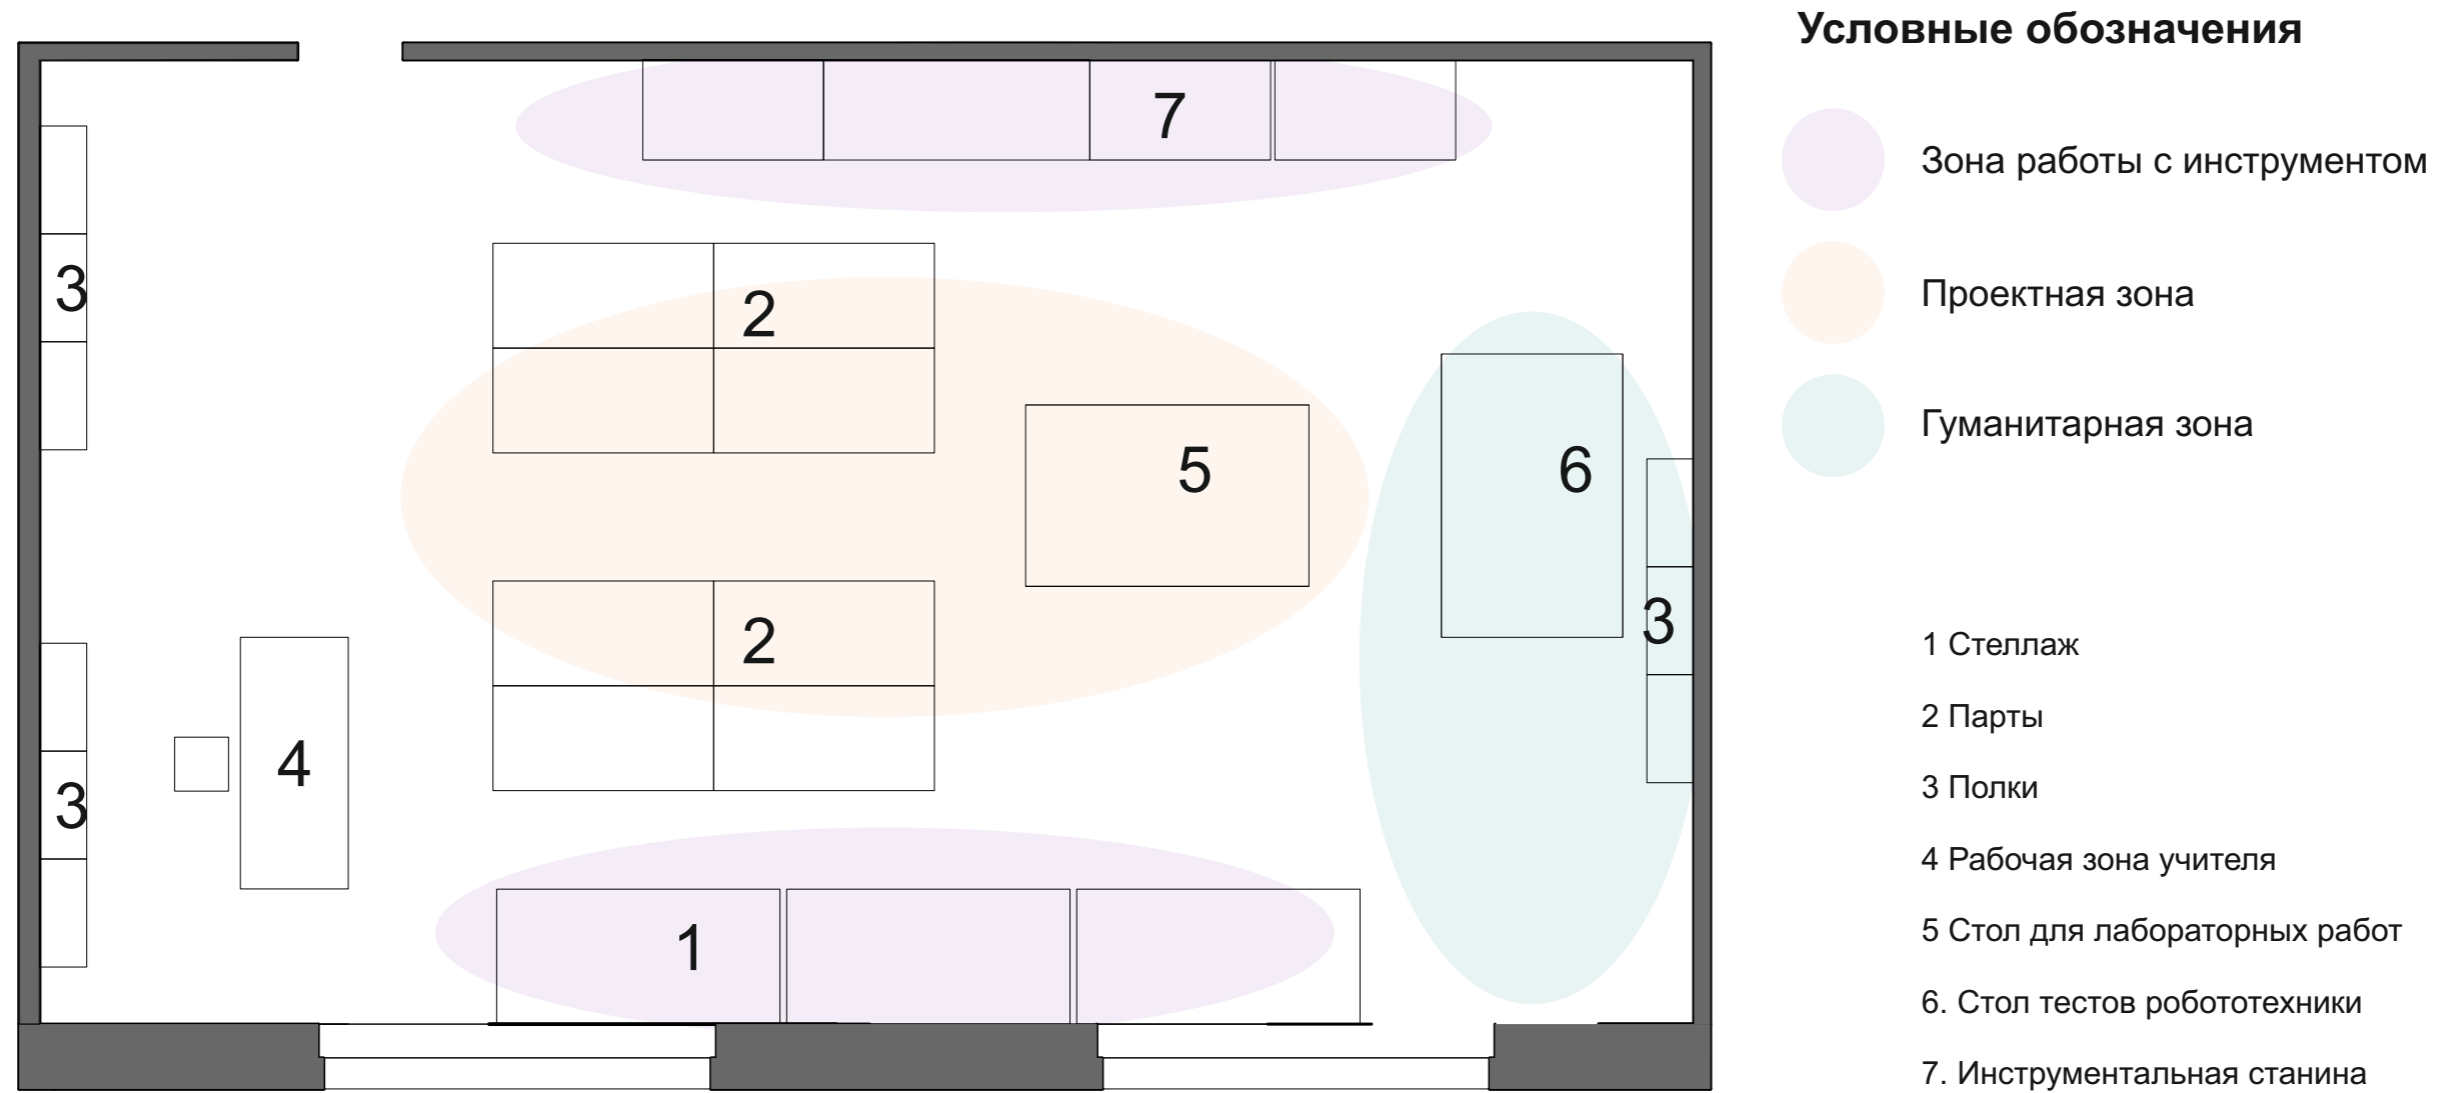 Условные обозначения
7
Зона работы с инструментом
3
2
Проектная зона
5
6
Гуманитарная зона
2
3
1 Стеллаж
2 Парты
3
4
3 Полки
4 Рабочая зона учителя
1
5 Стол для лабораторных работ
6. Стол тестов робототехники
7. Инструментальная станина